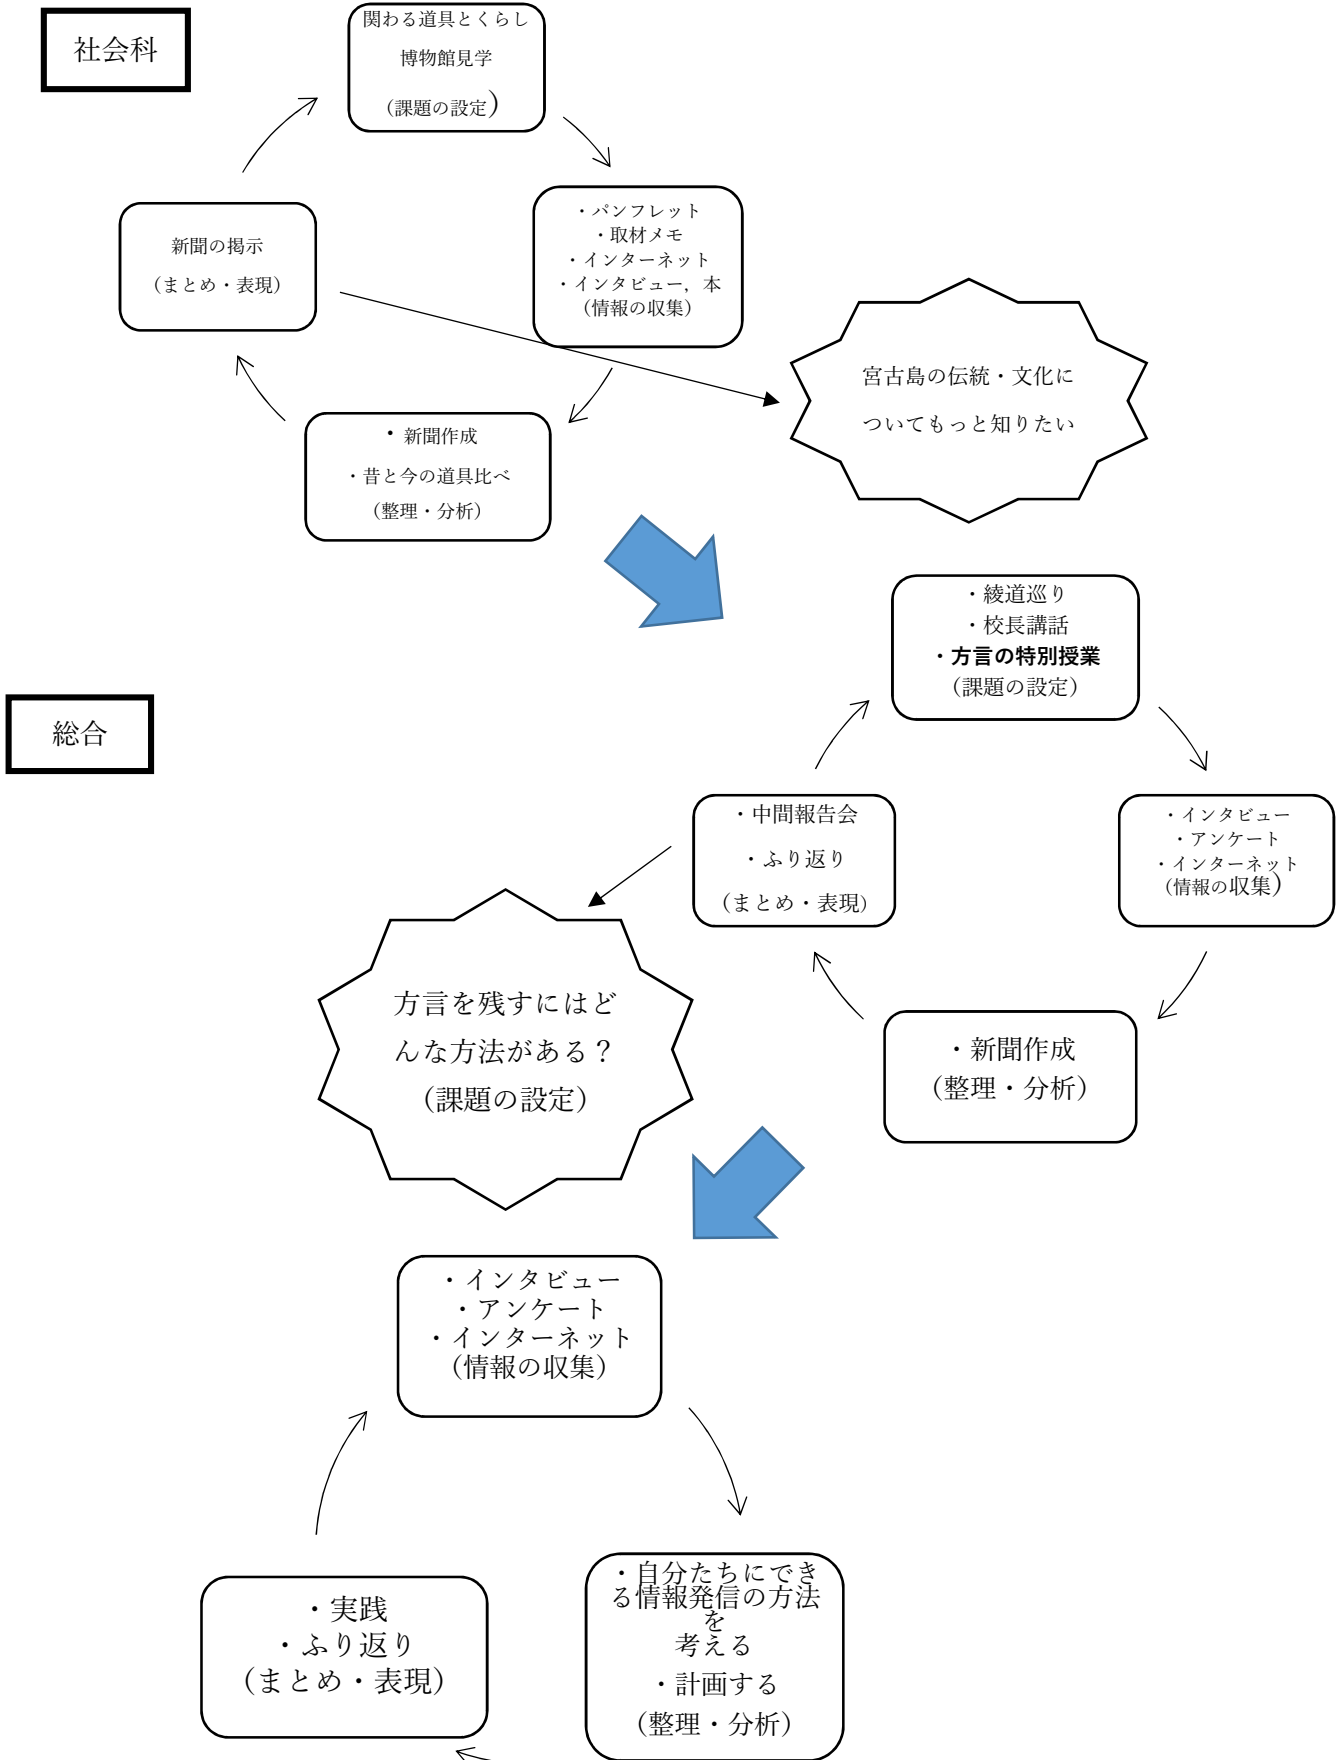 社会科
関わる道具とくらし
博物館見学
（課題の設定）
・パンフレット
・取材メモ
・インターネット
・インタビュー，本
（情報の収集）
新聞の掲示
（まとめ・表現）
・新聞作成
・昔と今の道具比べ
（整理・分析）
宮古島の伝統・文化に
ついてもっと知りたい
総合
・綾道巡り
・校長講話
・方言の特別授業
（課題の設定）
・インタビュー
・アンケート
・インターネット
（情報の収集）
・新聞作成
（整理・分析）
・中間報告会
・ふり返り
（まとめ・表現）
方言を残すにはど
んな方法がある？
（課題の設定）
・インタビュー
・アンケート
・インターネット
（情報の収集）
・自分たちにでき
る情報発信の方法
を
考える
・計画する
（整理・分析）
・実践
・ふり返り
（まとめ・表現）